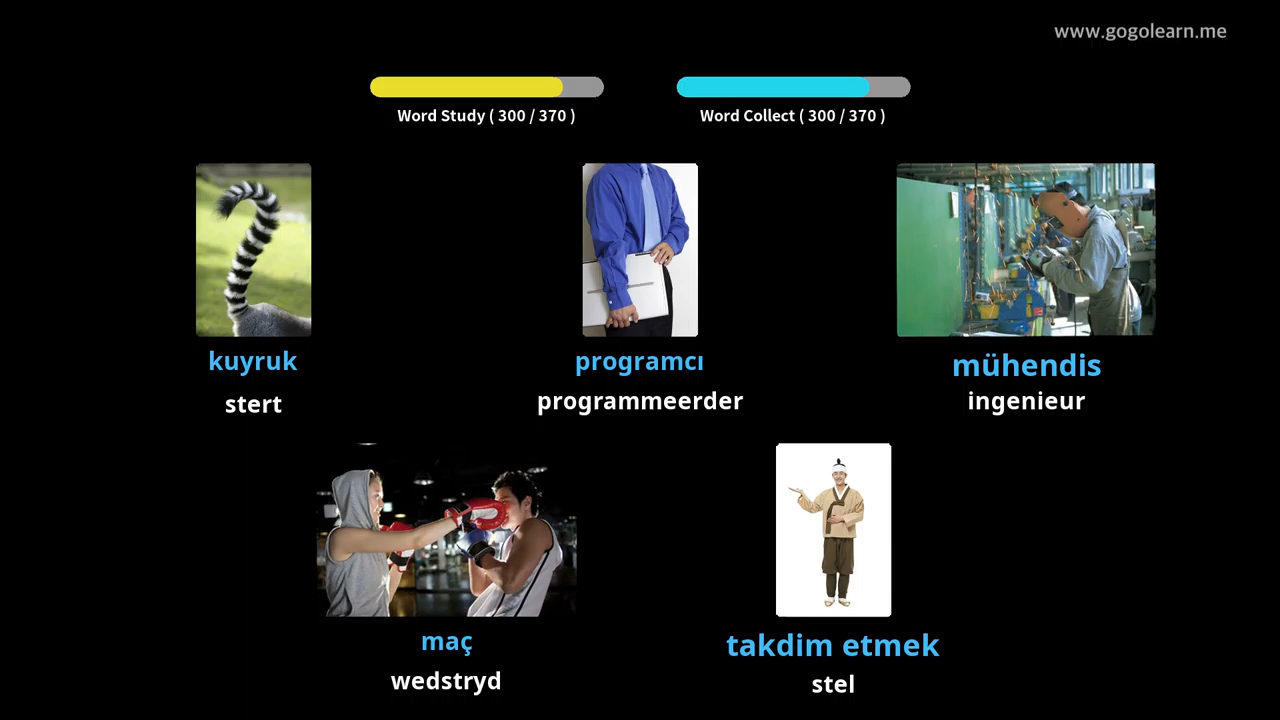 www.gogolearn.me
Word Study ( 300 / 370 )
Word Collect ( 300 / 370 )
kuyruk
stert
programcı
programmeerder
mühendis
ingenieur
maç
wedstryd
takdim etmek
stel